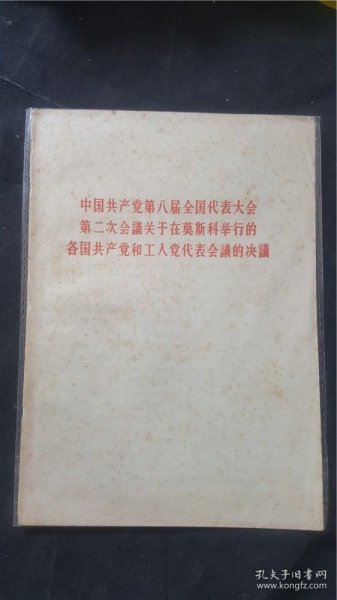 中国共产党第八届全国代表大会
第二次会議关于在莫斯科举行的
各国共产党和工人党代表会議的决議
孔夫子旧书网
www.kongfz.com